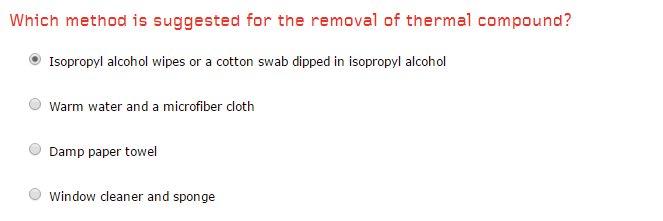 Which method is suggested for the removal of thermal compound?
Isopropyl alcohol wipes or a cotton swab dipped in isopropyl alcohol
Warm water and a microfiber cloth
Damp paper towel
Window cleaner and sponge